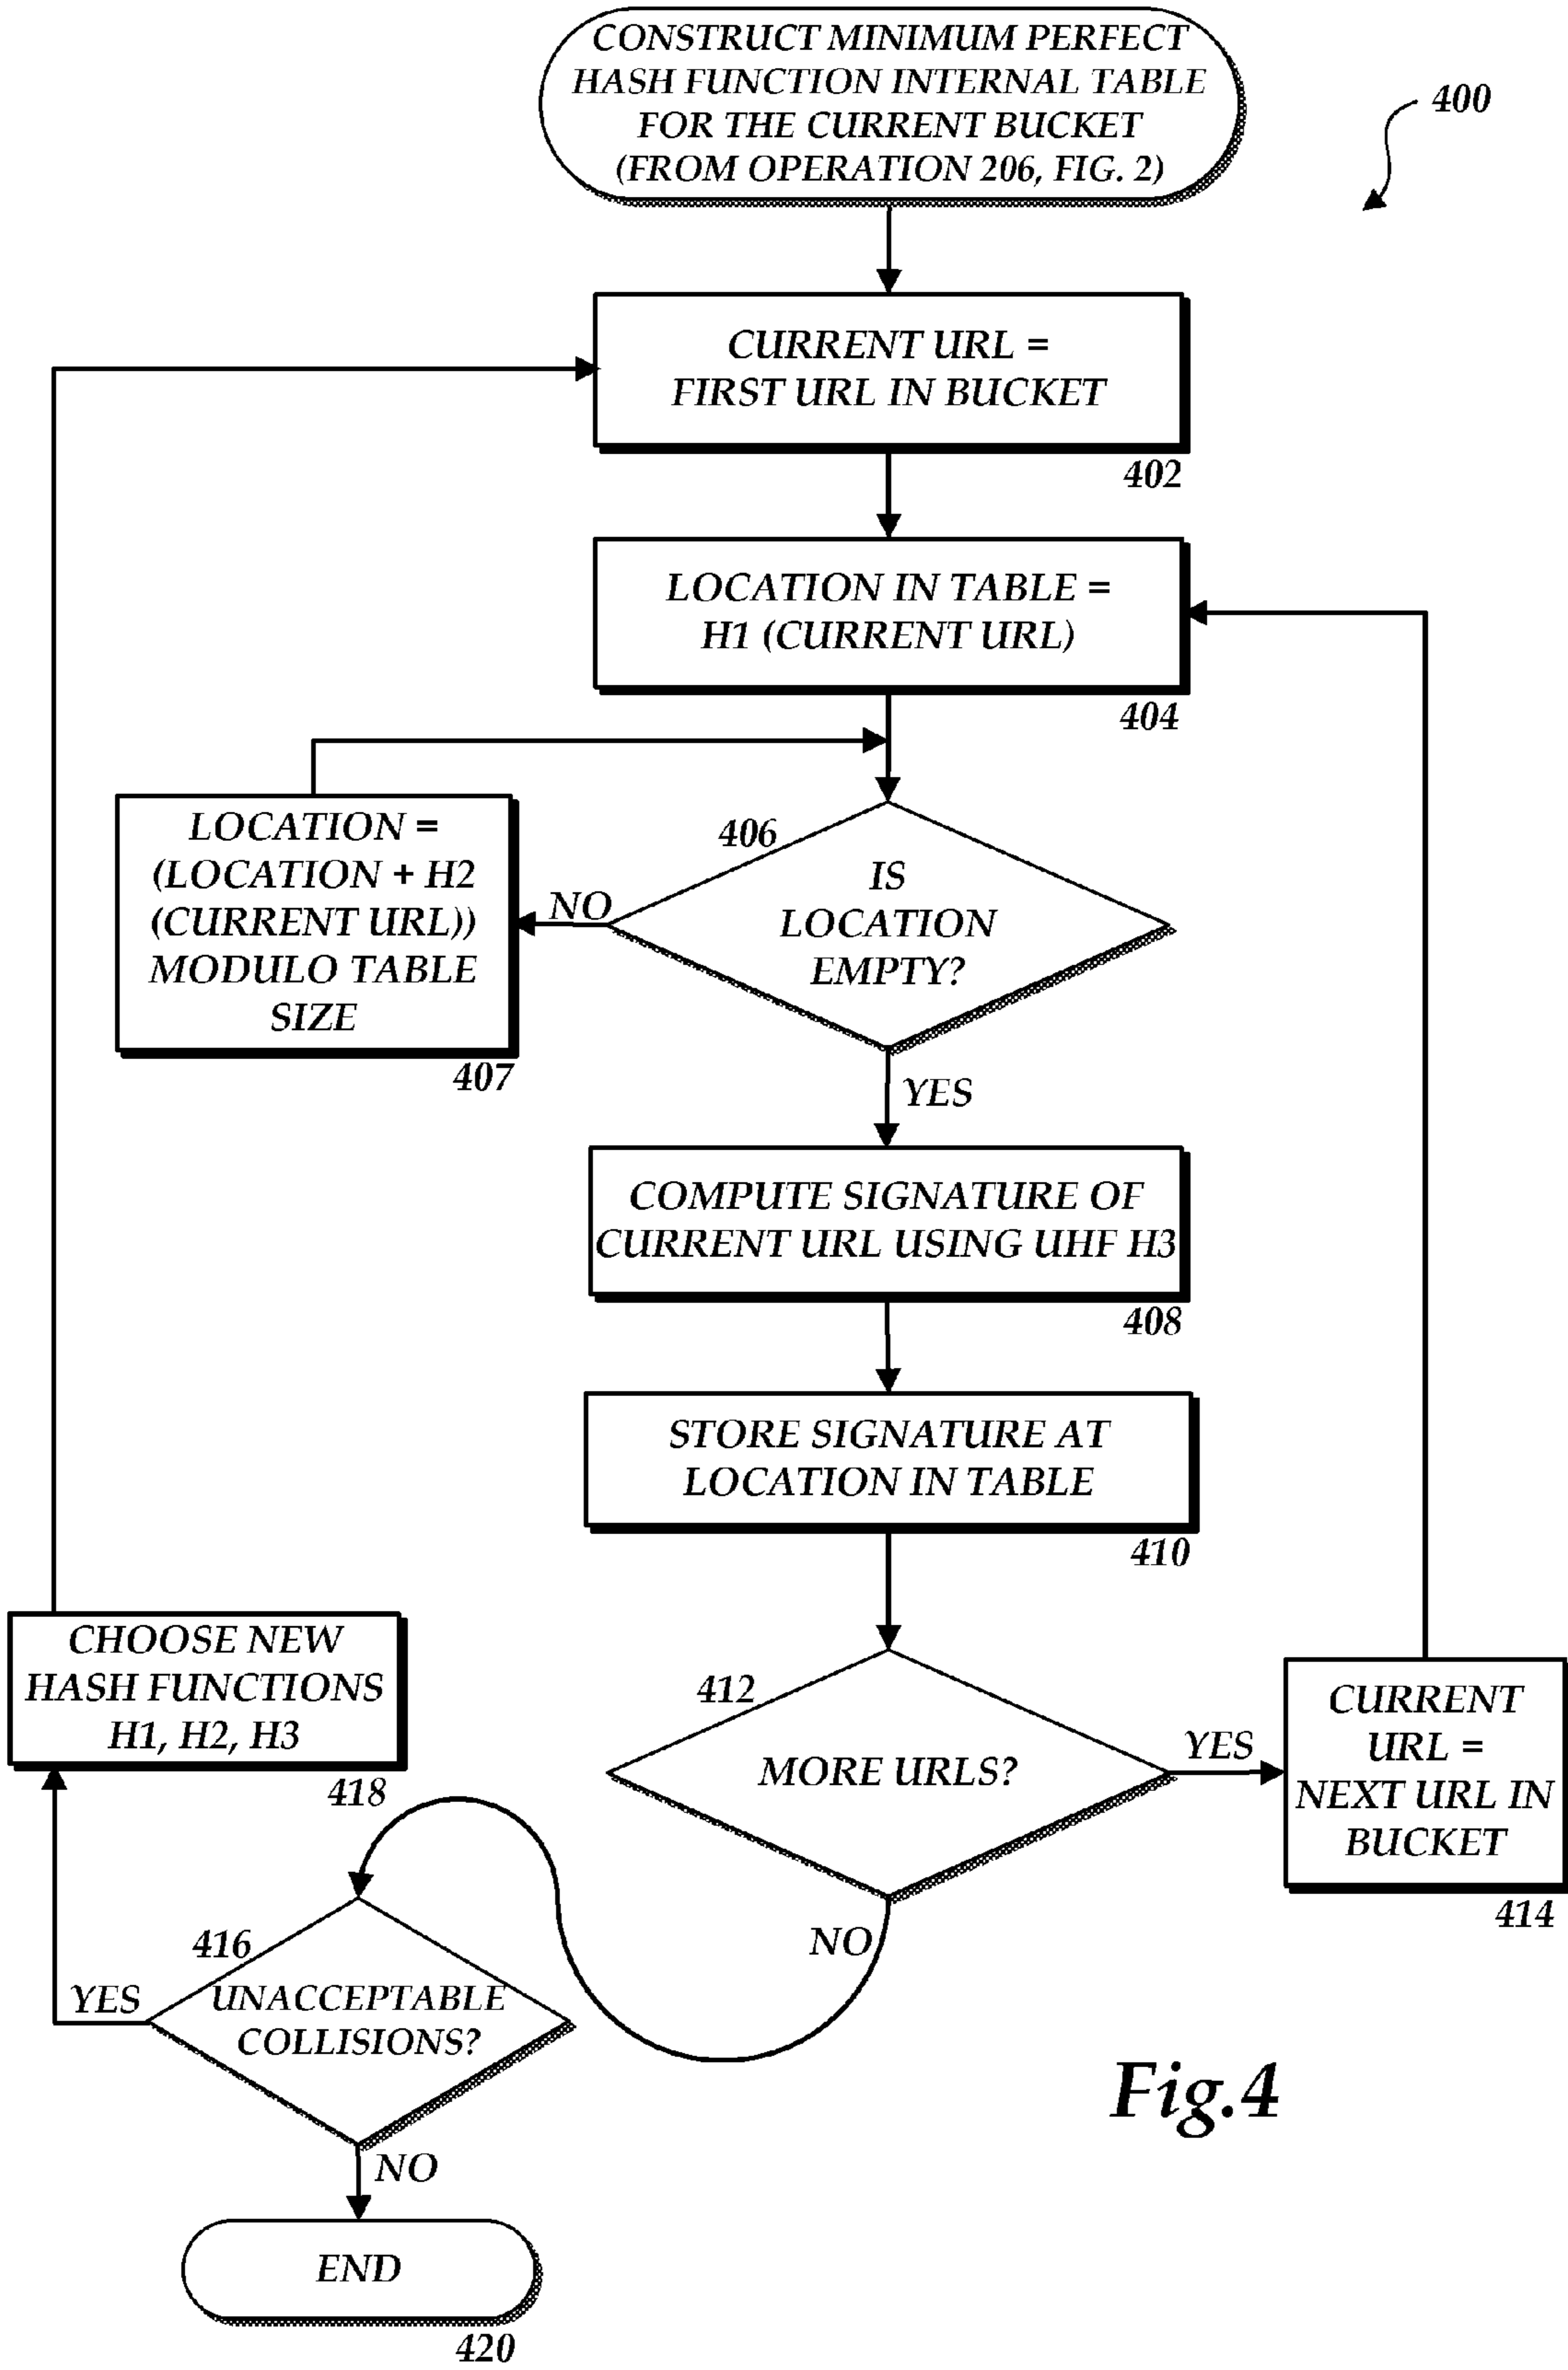 CONSTRUCT MINIMUM PERFECT
HASH FUNCTION INTERNAL TABLE
FOR THE CURRENT BUCKET
(FROM OPERATION 206, FIG. 2)
400
CURRENT URL =
FIRST URL IN BUCKET
402
LOCATION IN TABLE =
H1 (CURRENT URL)
404
LOCATION =
(LOCATION + H2
(CURRENT URL))
MODULO TABLE
SIZE
407
NO
406
IS
LOCATION
EMPTY?
YES
COMPUTE SIGNATURE OF
CURRENT URL USING UHF H3
408
STORE SIGNATURE AT
LOCATION IN TABLE
410
412
MORE URLS?
YES
CURRENT
URL =
NEXT URL IN
BUCKET
414
NO
CHOOSE NEW
HASH FUNCTIONS
H1, H2, H3
418
416
UNACCEPTABLE
COLLISIONS?
YES
NO
END
420
Fig.4